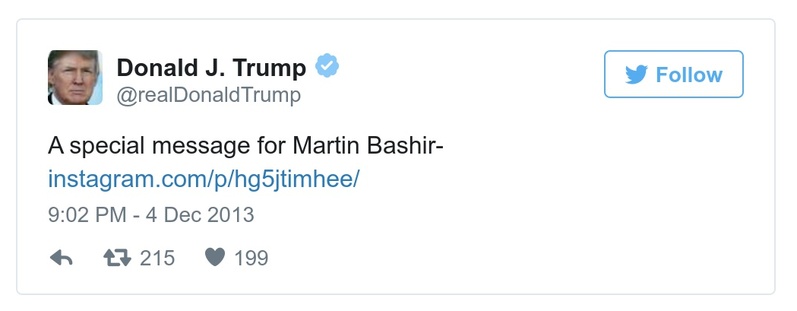 Donald J. Trump
@realDonaldTrump
Follow
A special message for Martin Bashir-
instagram.com/p/hg5jtimhee/
9:02 PM - 4 Dec 2013
215 199